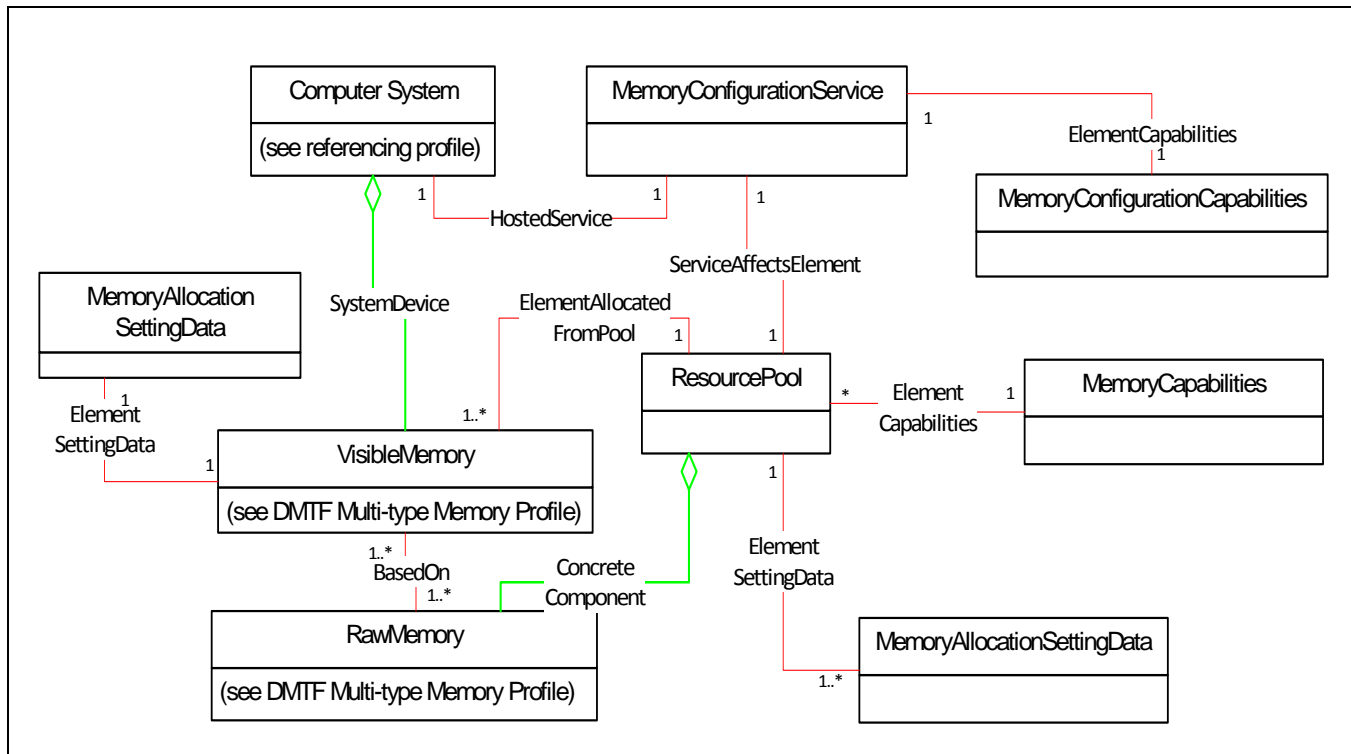 Computer System
(see referencing profile)
MemoryConfigurationService
1
ElementCapabilities
1
MemoryConfigurationCapabilities
1
HostedService
1
1
ServiceAffectsElement
1
MemoryAllocation
SettingData
SystemDevice
ElementAllocated
FromPool
1
1..*
ResourcePool
*
Element
Capabilities
1
MemoryCapabilities
1
Element
SettingData
1
VisibleMemory
(see DMTF Multi-type Memory Profile)
1..*
BasedOn
1..*
Concrete
Component
1
Element
SettingData
1..*
RawMemory
(see DMTF Multi-type Memory Profile)
MemoryAllocationSettingData